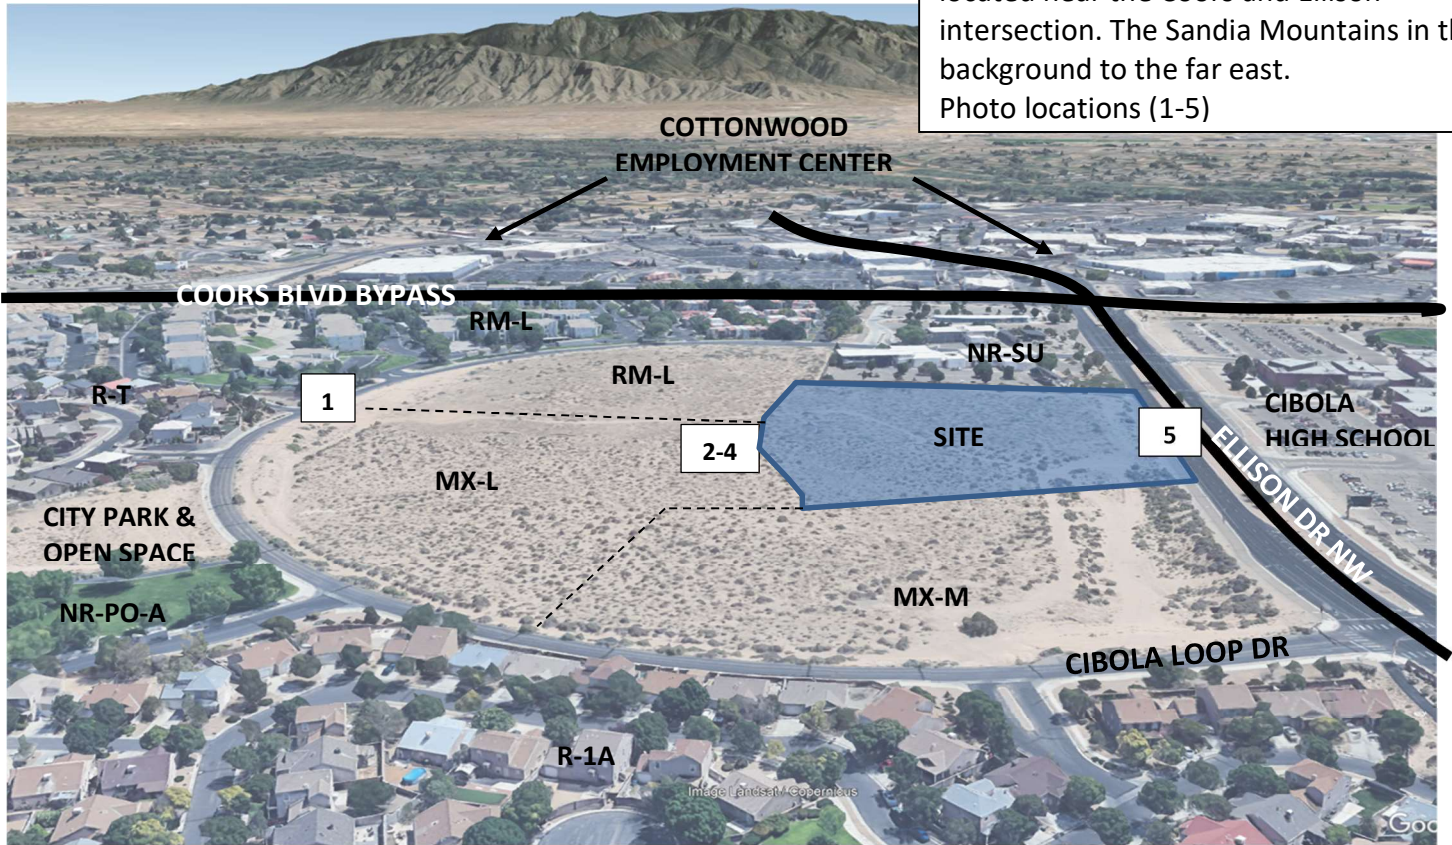 intersection. The Sandia Mountains in th
background to the far east.
Photo locations (1-5)
COTTONWOOD
EMPLOYMENT CENTER
COORS BLVD BYPASS
RM-L
NR-SU
RM-L
R-T
1
CIBOLA
HIGH SCHOOL
SITE
5
2-4
ELLISON DR NW
MX-L
CITY PARK &
OPEN SPACE
NR-PO-A
MX-M
CIBOLA LOOP DR
R-1A
Image Landsat / Copernicus
Goo